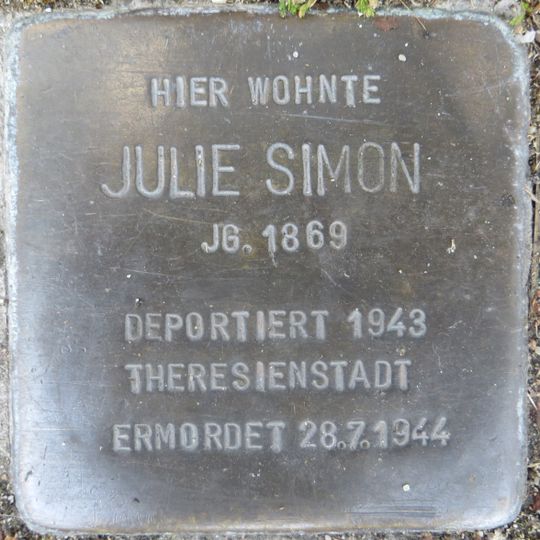 HIER WOHNTE
JULIE SIMON
JG. 1869
DEPORTIERT 1943
THERESIENSTADT
ERMORDET 28.7.1944